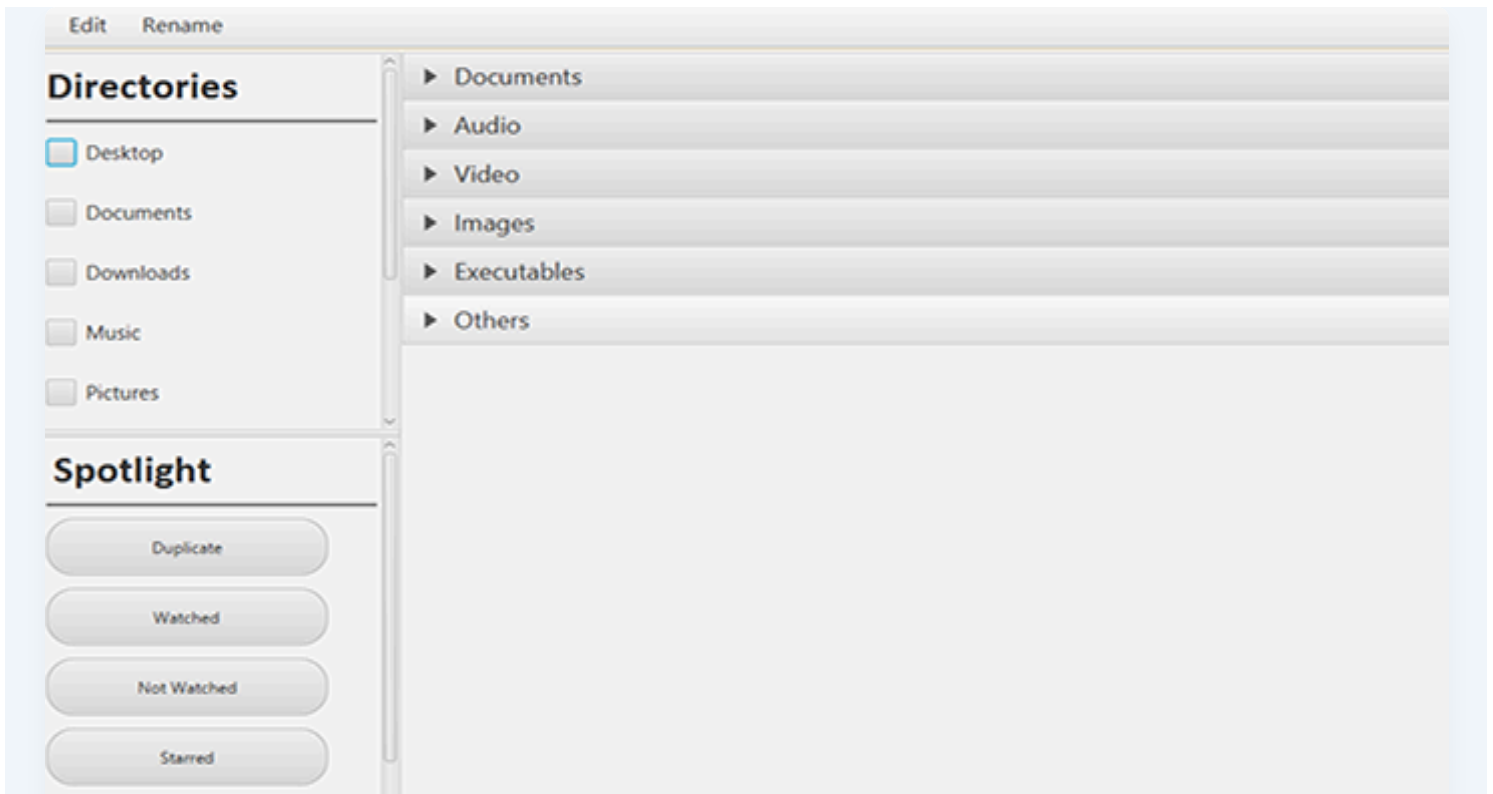 Edit Rename
Directories
Desktop
Documents
Downloads
Music
Pictures
Spotlight
Duplicate
Watched
Not Watched
Starred
Documents
Audio
Video
Images
Executables
Others